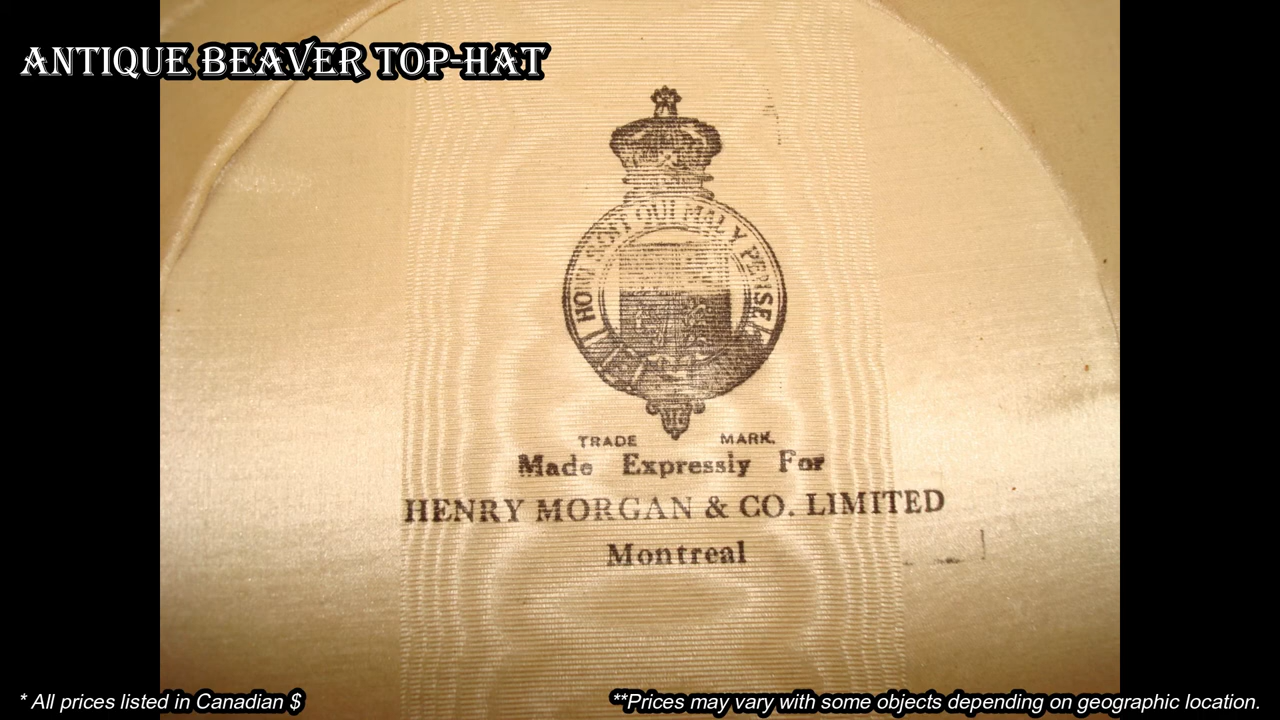 ANTIQUE BEAVER TOP-HAT
HONI SOIT QUI MAL Y PENSE
TRADE MARK.
Made Expressly For
HENRY MORGAN & CO. LIMITED
Montreal
* All prices listed in Canadian $
**Prices may vary with some objects depending on geographic location.